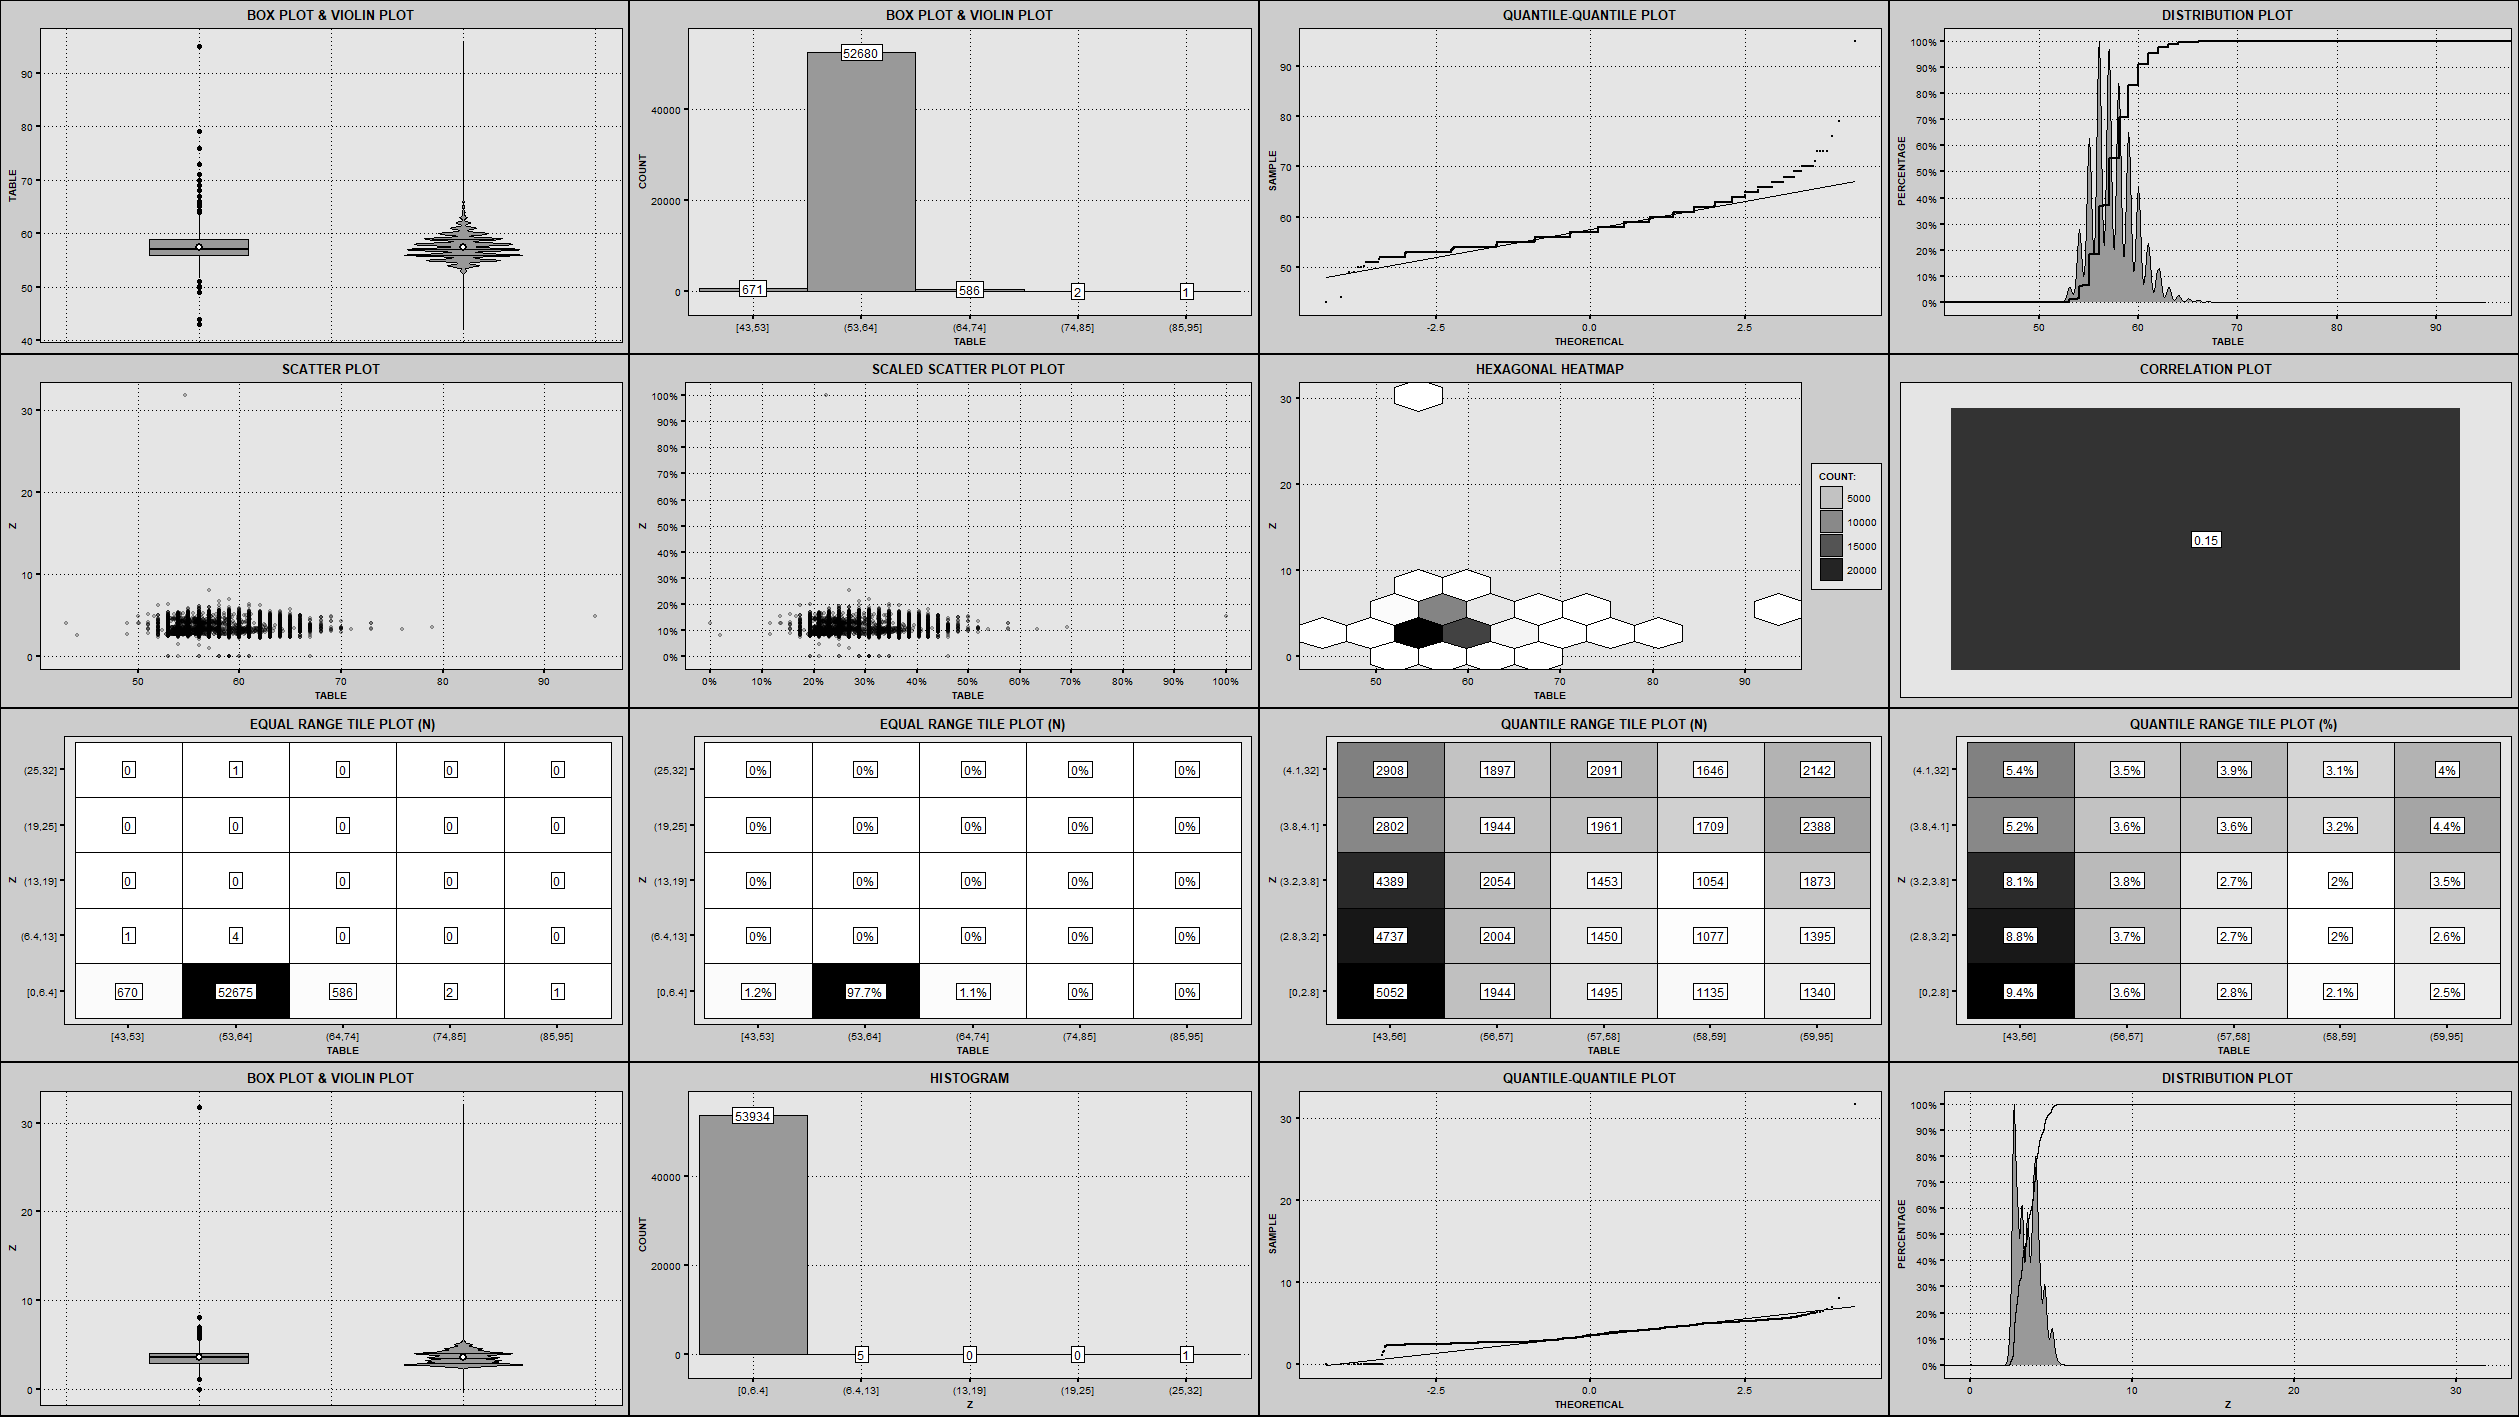 BOX PLOT & VIOLIN PLOT
TABLE
90
80
70
60
50
40
BOX PLOT & VIOLIN PLOT
COUNT
40000
20000
0
671
52680
586
2
1
[43,53]
(53,64]
(64,74]
(74,85]
(85,95]
TABLE
QUANTILE-QUANTILE PLOT
SAMPLE
90
80
70
60
50
-2.5
0.0
2.5
THEORETICAL
DISTRIBUTION PLOT
PERCENTAGE
100%
90%
80%
70%
60%
50%
40%
30%
20%
10%
0%
50
60
70
80
90
TABLE
SCATTER PLOT
Z
30
20
10
0
50
60
70
80
90
TABLE
SCALED SCATTER PLOT PLOT
Z
100%
90%
80%
70%
60%
50%
40%
30%
20%
10%
0%
0%
10%
20%
30%
40%
50%
60%
70%
80%
90%
100%
TABLE
HEXAGONAL HEATMAP
Z
30
20
10
0
50
60
70
80
90
TABLE
COUNT:
5000
10000
15000
20000
CORRELATION PLOT
0.15
EQUAL RANGE TILE PLOT (N)
Z
(25,32] 0 1 0 0 0
(19,25] 0 0 0 0 0
(13,19] 0 0 0 0 0
(6.4,13] 1 4 0 0 0
[0,6.4] 670 52675 586 2 1
[43,53] (53,64] (64,74] (74,85] (85,95]
TABLE
EQUAL RANGE TILE PLOT (N)
Z
(25,32] 0% 0% 0% 0% 0%
(19,25] 0% 0% 0% 0% 0%
(13,19] 0% 0% 0% 0% 0%
(6.4,13] 0% 0% 0% 0% 0%
[0,6.4] 1.2% 97.7% 1.1% 0% 0%
[43,53] (53,64] (64,74] (74,85] (85,95]
TABLE
QUANTILE RANGE TILE PLOT (N)
Z
(4.1,32] 2908 1897 2091 1646 2142
(3.8,4.1] 2802 1944 1961 1709 2388
(3.2,3.8] 4389 2054 1453 1054 1873
(2.8,3.2] 4737 2004 1450 1077 1395
[0,2.8] 5052 1944 1495 1135 1340
[43,56] (56,57] (57,58] (58,59] (59,95]
TABLE
QUANTILE RANGE TILE PLOT (%)
Z
(4.1,32] 5.4% 3.5% 3.9% 3.1% 4%
(3.8,4.1] 5.2% 3.6% 3.6% 3.2% 4.4%
(3.2,3.8] 8.1% 3.8% 2.7% 2% 3.5%
(2.8,3.2] 8.8% 3.7% 2.7% 2% 2.6%
[0,2.8] 9.4% 3.6% 2.8% 2.1% 2.5%
[43,56] (56,57] (57,58] (58,59] (59,95]
TABLE
BOX PLOT & VIOLIN PLOT
Z
30
20
10
0
HISTOGRAM
COUNT
40000
20000
0
53934
5
0
0
1
[0,6.4]
(6.4,13]
(13,19]
(19,25]
(25,32]
Z
QUANTILE-QUANTILE PLOT
SAMPLE
30
20
10
0
-2.5
0.0
2.5
THEORETICAL
DISTRIBUTION PLOT
PERCENTAGE
100%
90%
80%
70%
60%
50%
40%
30%
20%
10%
0%
0
10
20
30
Z